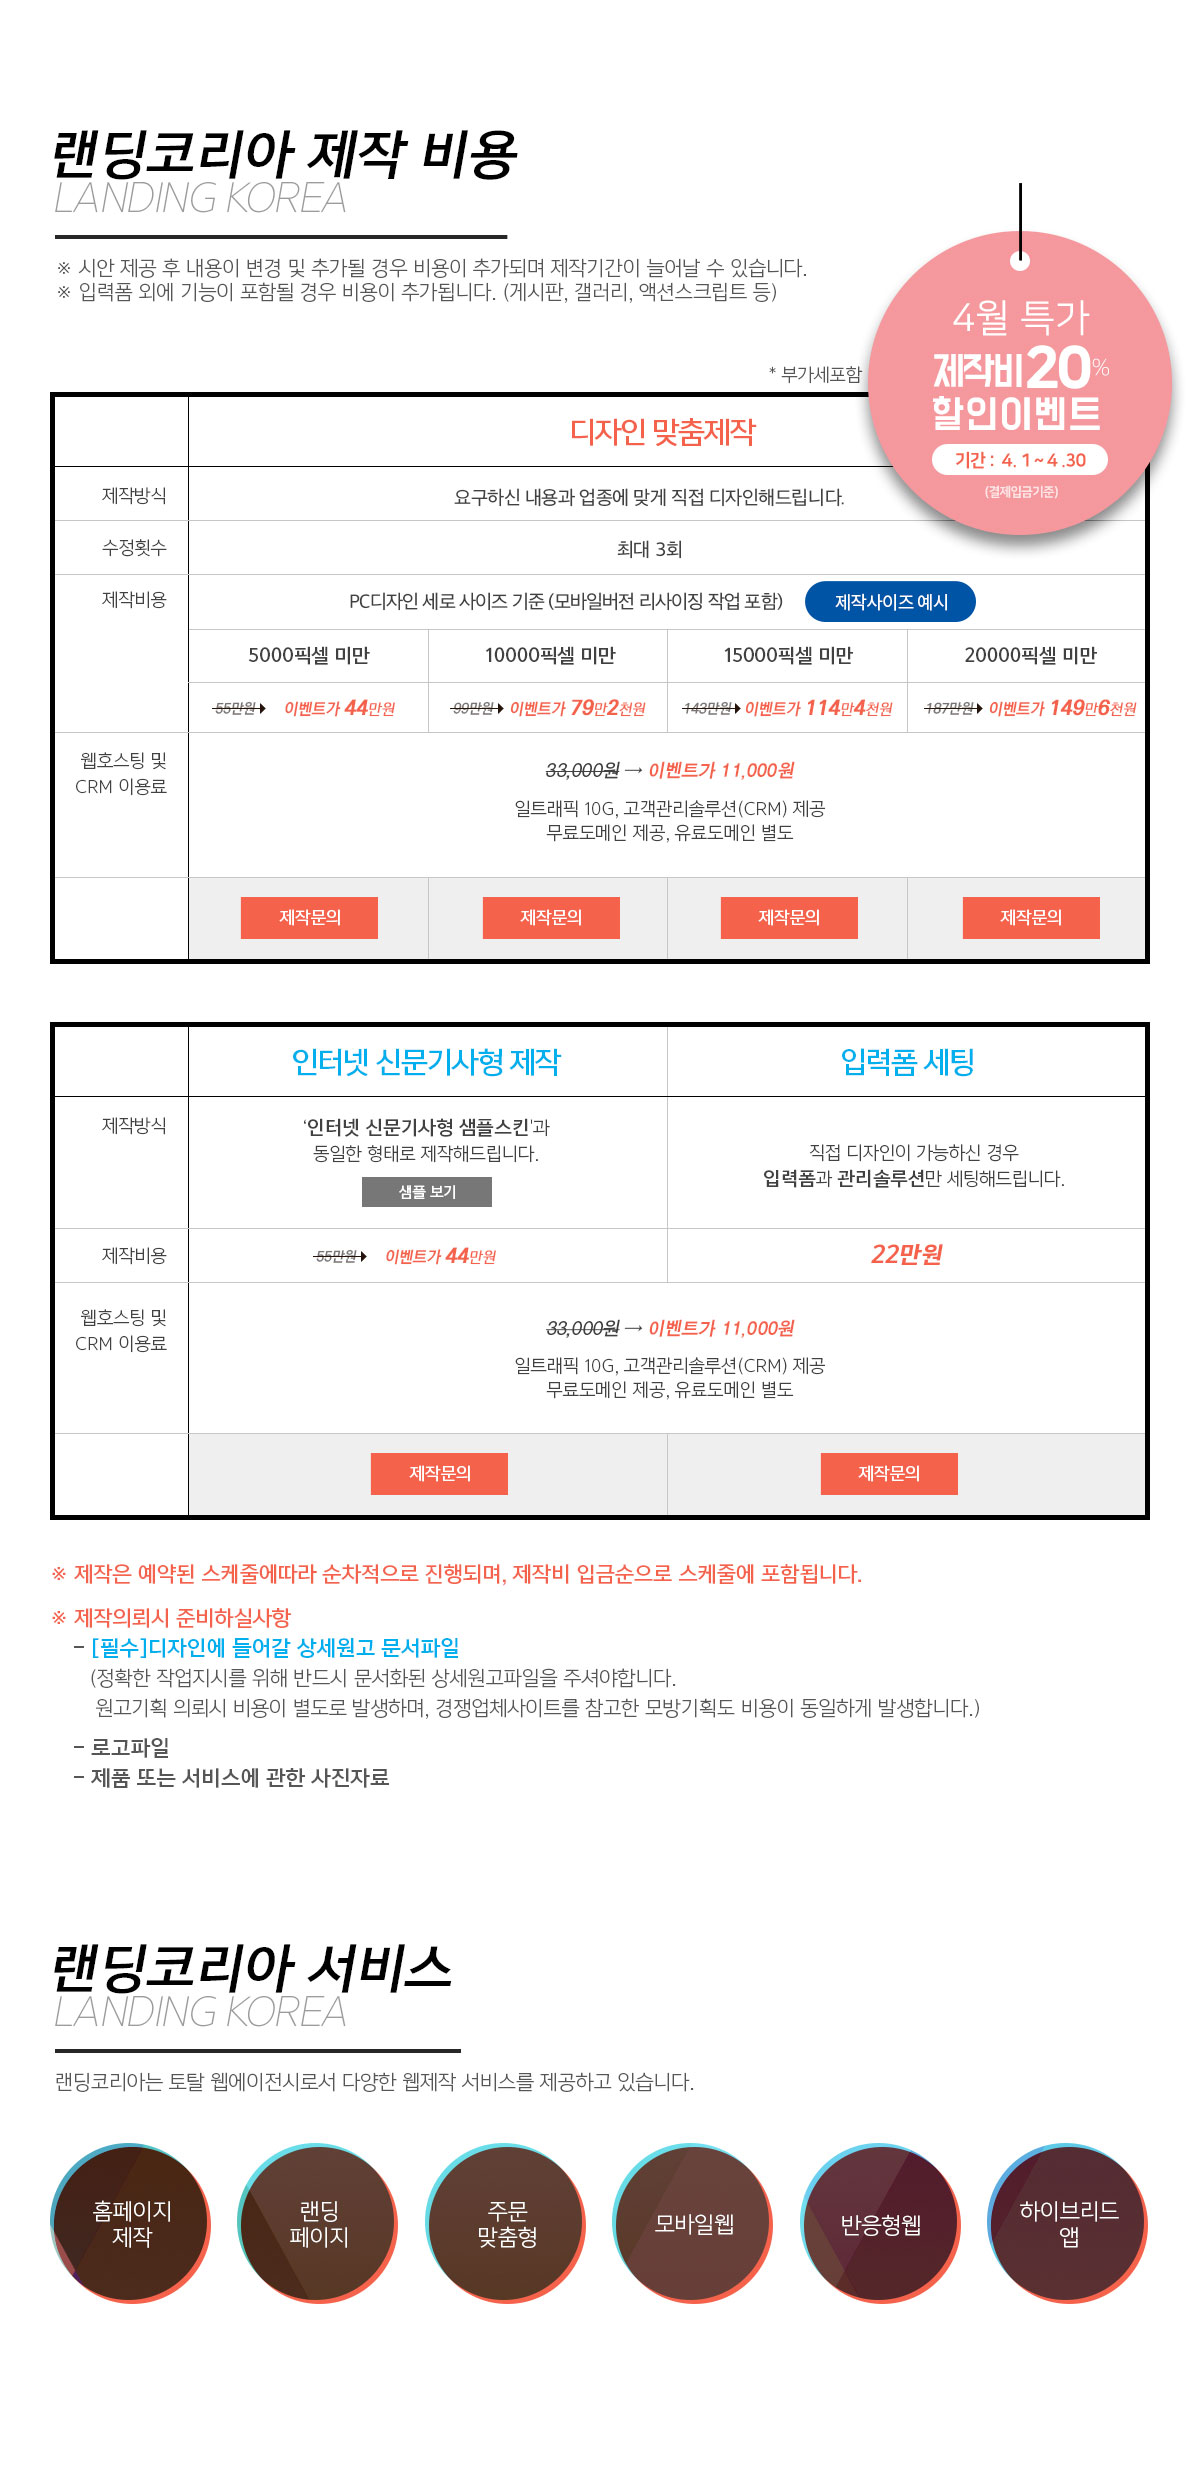 랜딩코리아 제작 비용
LANDING KOREA
※ 시안 제공 후 내용이 변경 및 추가될 경우 비용이 추가되며 제작기간이 늘어날 수 있습니다.
※ 입력폼 외에 기능이 포함될 경우 비용이 추가됩니다. (게시판, 갤러리, 액션스크립트 등)
4월 특가
제작비20%
할인이벤트
기간 : 4. 1 ~ 4 .30
(결제입금기준)
* 부가세포함
디자인 맞춤제작
제작방식
요구하신 내용과 업종에 맞게 직접 디자인해드립니다.
수정횟수
최대 3회
제작비용
PC디자인 세로 사이즈 기준 (모바일버전 리사이징 작업 포함)
제작사이즈 예시
5000픽셀 미만
10000픽셀 미만
15000픽셀 미만
20000픽셀 미만
55만원 이벤트가 44만원
99만원 이벤트가 79만2천원
143만원 이벤트가 114만4천원
187만원 이벤트가 149만6천원
웹호스팅 및
CRM 이용료
33,000원 → 이벤트가 11,000원
일트래픽 10G, 고객관리솔루션(CRM) 제공
무료도메인 제공, 유료도메인 별도
제작문의
제작문의
제작문의
제작문의
인터넷 신문기사형 제작
입력폼 세팅
제작방식
‘인터넷 신문기사형 샘플스킨'과
동일한 형태로 제작해드립니다.
샘플 보기
직접 디자인이 가능하신 경우
입력폼과 관리솔루션만 세팅해드립니다.
제작비용
55만원 이벤트가 44만원
22만원
웹호스팅 및
CRM 이용료
33,000원 → 이벤트가 11,000원
일트래픽 10G, 고객관리솔루션(CRM) 제공
무료도메인 제공, 유료도메인 별도
제작문의
제작문의
※ 제작은 예약된 스케줄에따라 순차적으로 진행되며, 제작비 입금순으로 스케줄에 포함됩니다.
※ 제작의뢰시 준비하실사항
- [필수]디자인에 들어갈 상세원고 문서파일
(정확한 작업지시를 위해 반드시 문서화된 상세원고파일을 주셔야합니다.
원고기획 의뢰시 비용이 별도로 발생하며, 경쟁업체사이트를 참고한 모방기획도 비용이 동일하게 발생합니다.)
- 로고파일
- 제품 또는 서비스에 관한 사진자료
랜딩코리아 서비스
LANDING KOREA
랜딩코리아는 토탈 웹에이전시로서 다양한 웹제작 서비스를 제공하고 있습니다.
홈페이지
제작
랜딩
페이지
주문
맞춤형
모바일웹
반응형웹
하이브리드
앱